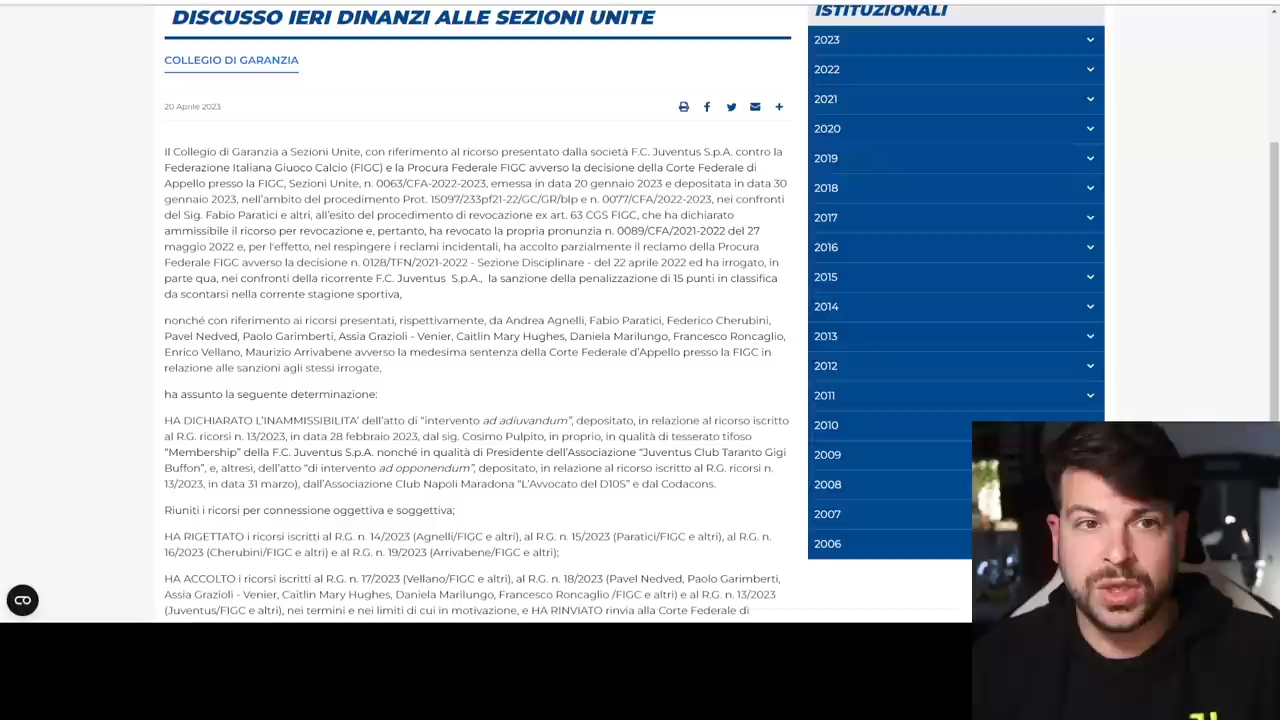 DISCUSSO IERI DINANZI ALLE SEZIONI UNITE
COLLEGIO DI GARANZIA
20 Aprile 2023
Il Collegio di Garanzia a Sezioni Unite, con riferimento al ricorso presentato dalla società F.C. Juventus S.p.A. contro la
Federazione Italiana Giuoco Calcio (FIGC) e la Procura Federale FIGC avverso la decisione della Corte Federale di
Appello presso la FIGC, Sezioni Unite, n. 0063/CFA-2022-2023, emessa in data 20 gennaio 2023 e depositata in data 30
gennaio 2023, nell'ambito del procedimento Prot. 15097/233pf21-22/GC/GR/blp e n. 0077/CFA/2022-2023, nei confronti
del Sig. Fabio Paratici e altri, all'esito del procedimento di revocazione ex art. 63 CGS FIGC, che ha dichiarato
ammissibile il ricorso per revocazione e, pertanto, ha revocato la propria pronunzia n. 0089/CFA/2021-2022 del 27
maggio 2022 e, per l'effetto, nel respingere i reclami incidentali, ha accolto parzialmente il reclamo della Procura
Federale FIGC avverso la decisione n. 0128/TFN/2021-2022 - Sezione Disciplinare - del 22 aprile 2022 ed ha irrogato, in
parte qua, nei confronti della ricorrente F.C. Juventus S.p.A., la sanzione della penalizzazione di 15 punti in classifica
da scontarsi nella corrente stagione sportiva,
nonché con riferimento ai ricorsi presentati, rispettivamente, da Andrea Agnelli, Fabio Paratici, Federico Cherubini,
Pavel Nedved, Paolo Garimberti, Assia Grazioli - Venier, Caitlin Mary Hughes, Daniela Marilungo, Francesco Roncaglio,
Enrico Vellano, Maurizio Arrivabene avverso la medesima sentenza della Corte Federale d'Appello presso la FIGC in
relazione alle sanzioni agli stessi irrogate,
ha assunto la seguente determinazione:
HA DICHIARATO L'INAMMISSIBILITA' dell'atto di “intervento ad adiuvandum”, depositato, in relazione al ricorso iscritto
al R.G. ricorsi n. 13/2023, in data 28 febbraio 2023, dal sig. Cosimo Pulpito, in proprio, in qualità di tesserato tifoso
“Membership” della F.C. Juventus S.p.A. nonché in qualità di Presidente dell'Associazione “Juventus Club Taranto Gigi
Buffon”, e, altresì, dell'atto “di intervento ad opponendum”, depositato, in relazione al ricorso iscritto al R.G. ricorsi n.
13/2023, in data 31 marzo), dall'Associazione Club Napoli Maradona “L'Avvocato del D10S” e dal Codacons.
Riuniti i ricorsi per connessione oggettiva e soggettiva;
HA RIGETTATO i ricorsi iscritti al R.G. n. 14/2023 (Agnelli/FIGC e altri), al R.G. n. 15/2023 (Paratici/FIGC e altri), al R.G. n.
16/2023 (Cherubini/FIGC e altri) e al R.G. n. 19/2023 (Arrivabene/FIGC e altri);
HA ACCOLTO i ricorsi iscritti al R.G. n. 17/2023 (Vellano/FIGC e altri), al R.G. n. 18/2023 (Pavel Nedved, Paolo Garimberti,
Assia Grazioli - Venier, Caitlin Mary Hughes, Daniela Marilungo, Francesco Roncaglio /FIGC e altri) e al R.G. n. 13/2023
(Juventus/FIGC e altri), nei termini e nei limiti di cui in motivazione, e HA RINVIATO rinvia alla Corte Federale di
ISTITUZIONALI
2023
2022
2021
2020
2019
2018
2017
2016
2015
2014
2013
2012
2011
2010
2009
2008
2007
2006